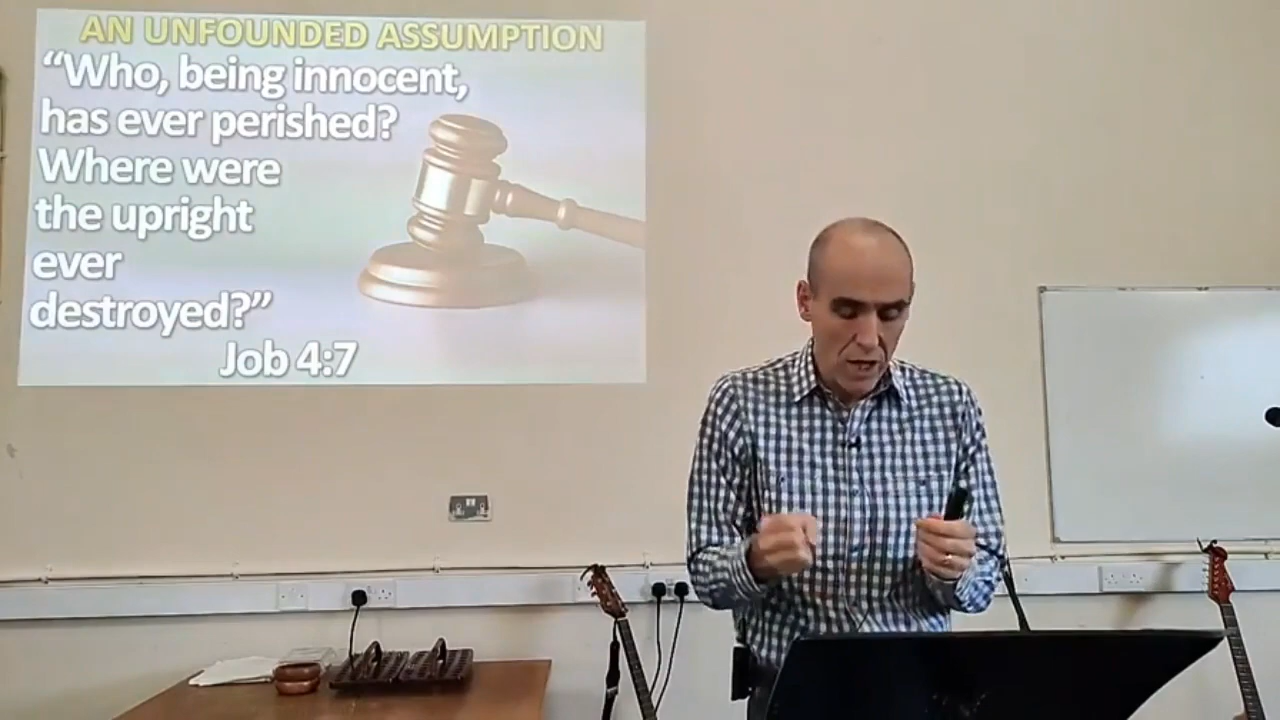 AN UNFOUNDED ASSUMPTION
“Who, being innocent,
has ever perished?
Where were
the upright
ever
destroyed?”
Job 4:7